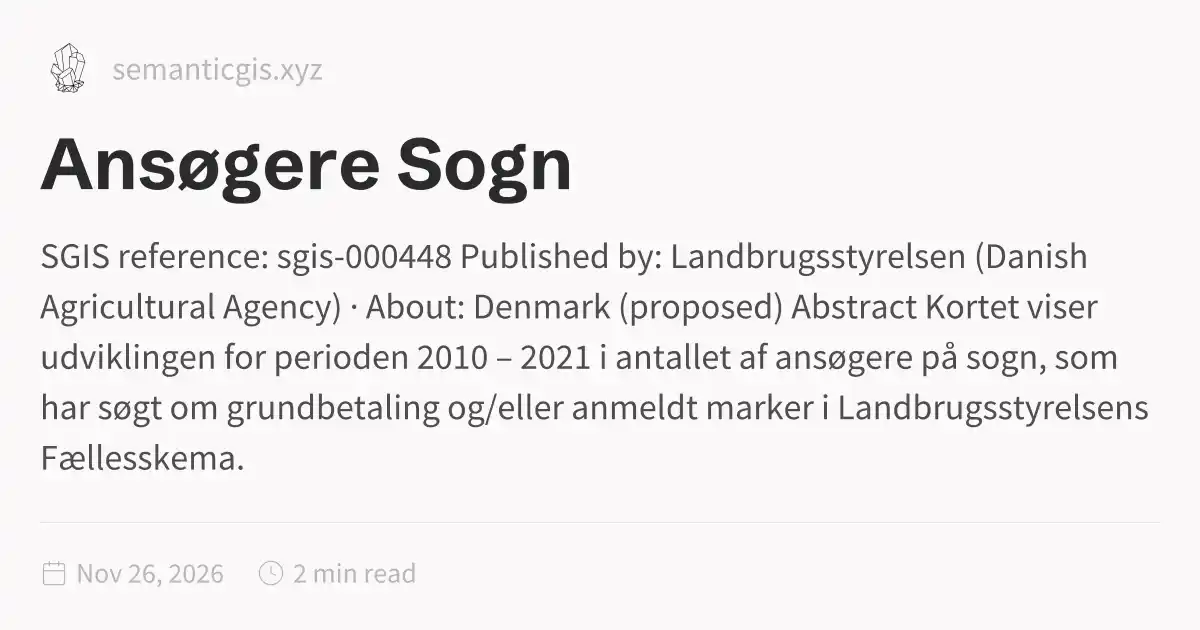 semanticgis.xyz
Ansøgere Sogn
SGIS reference: sgis-000448 Published by: Landbrugsstyrelsen (Danish
Agricultural Agency) · About: Denmark (proposed) Abstract Kortet viser
udviklingen for perioden 2010 – 2021 i antallet af ansøgere på sogn, som
har søgt om grundbetaling og/eller anmeldt marker i Landbrugsstyrelsens
Fællesskema.
Nov 26, 2026 2 min read